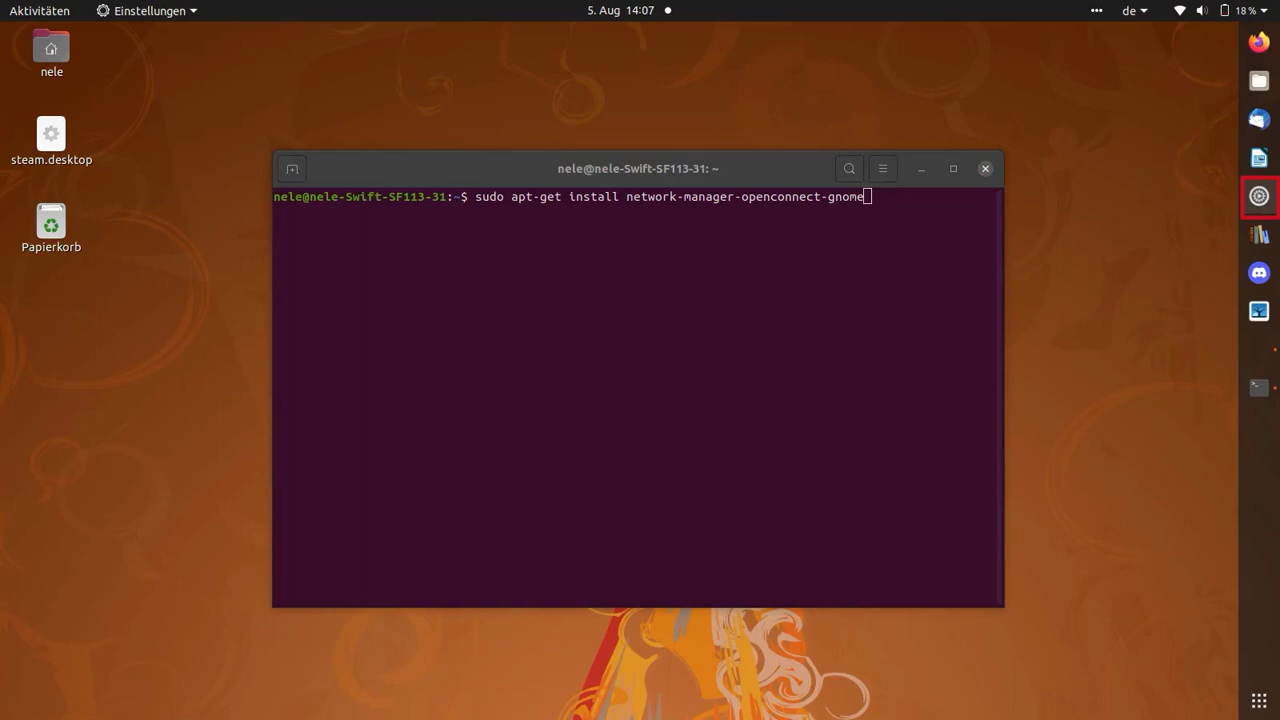 Aktivitäten
Einstellungen
5. Aug 14:07
de
18 %
nele
steam.desktop
Papierkorb
nele@nele-Swift-SF113-31: ~
nele@nele-Swift-SF113-31:~$ sudo apt-get install network-manager-openconnect-gnome